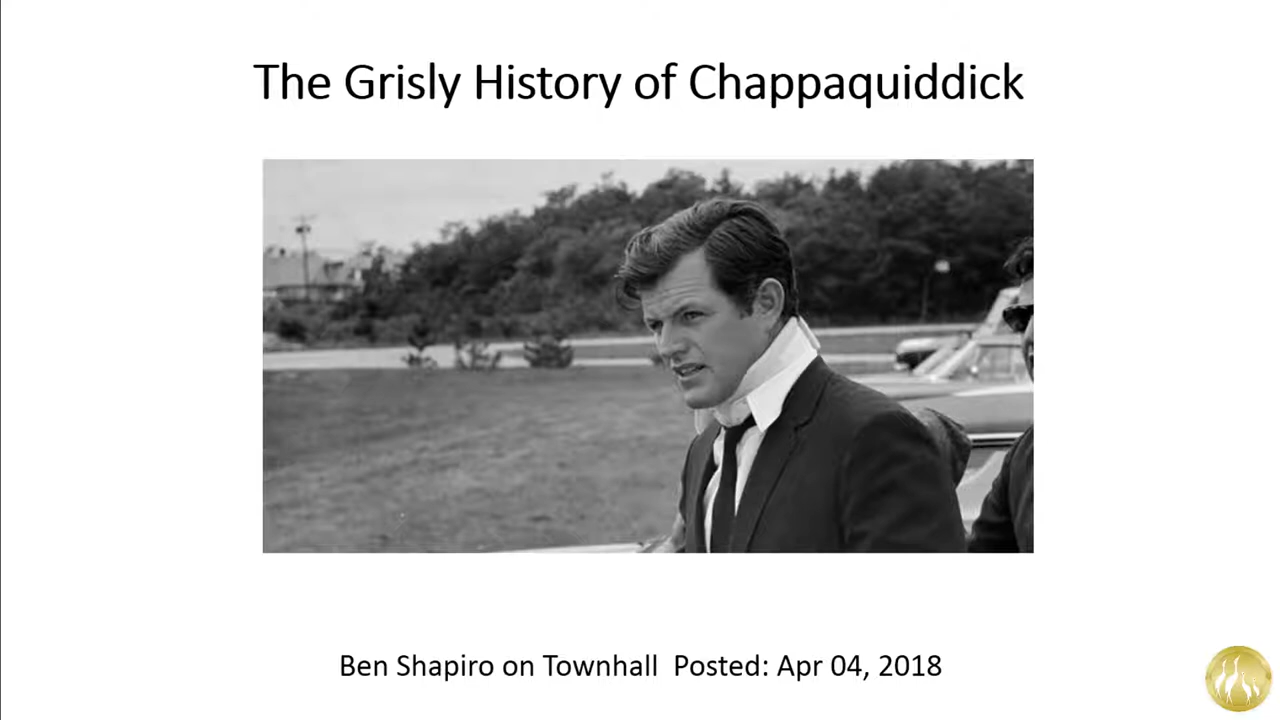 The Grisly History of Chappaquiddick
Ben Shapiro on Townhall  Posted: Apr 04, 2018